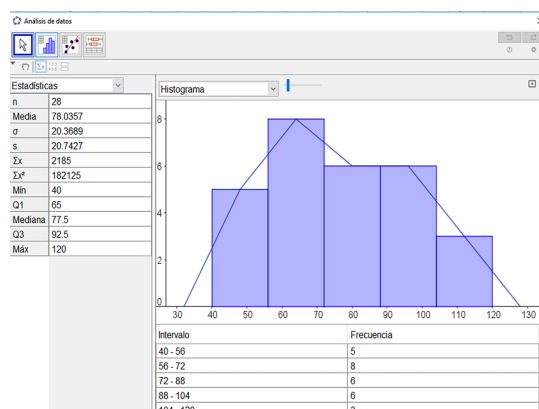 Análisis de datos
Estadísticas
n 28
Media 78.0357
σ 20.3689
s 20.7427
Σx 2185
Σx² 182125
Mín 40
Q1 65
Mediana 77.5
Q3 92.5
Máx 120
Histograma
8
6
4
2
0
30 40 50 60 70 80 90 100 110 120 130
Intervalo Frecuencia
40 - 56 5
56 - 72 8
72 - 88 6
88 - 104 6
104 - 120 3